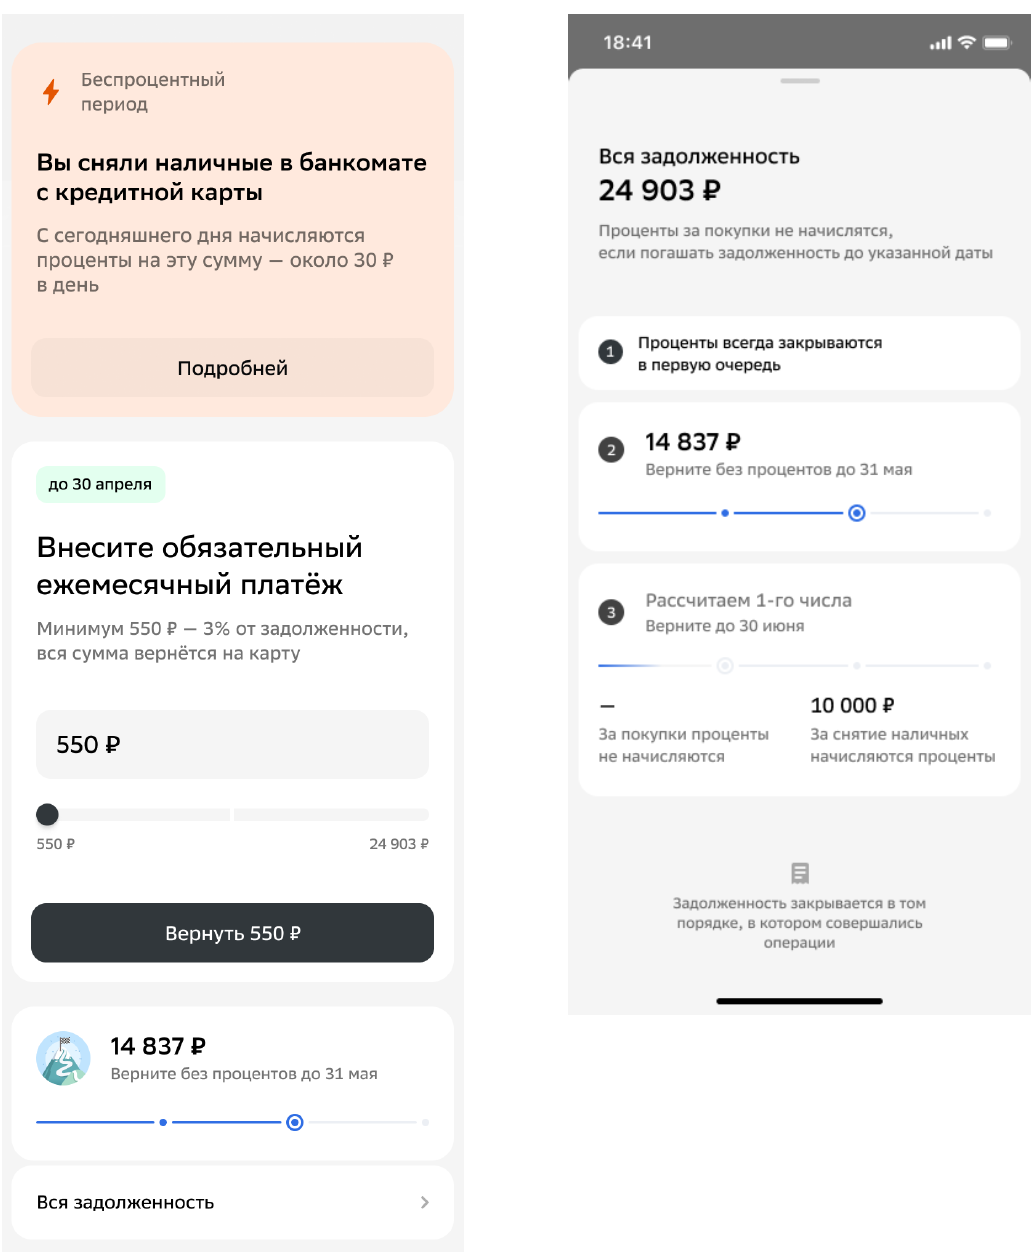 Беспроцентный
период
Вы сняли наличные в банкомате
с кредитной карты
С сегодняшнего дня начисляются
проценты на эту сумму — около 30 ₽
в день
Подробней
до 30 апреля
Внесите обязательный
ежемесячный платёж
Минимум 550 ₽ — 3% от задолженности,
вся сумма вернётся на карту
550 ₽
550 ₽
24 903 ₽
Вернуть 550 ₽
14 837 ₽
Верните без процентов до 31 мая
Вся задолженность
18:41
Вся задолженность
24 903 ₽
Проценты за покупки не начислятся,
если погашать задолженность до указанной даты
1
Проценты всегда закрываются
в первую очередь
2
14 837 ₽
Верните без процентов до 31 мая
3
Рассчитаем 1-го числа
Верните до 30 июня
—
За покупки проценты
не начисляются
10 000 ₽
За снятие наличных
начисляются проценты
Задолженность закрывается в том
порядке, в котором совершались
операции